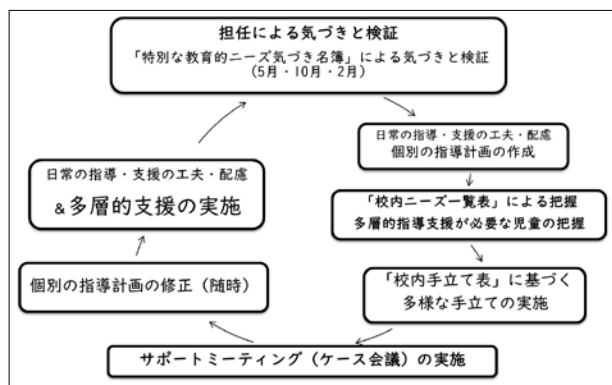 担任による気づきと検証
「特別な教育的ニーズ気づき名簿」による気づきと検証
(5月・10月・2月)
日常の指導・支援の工夫・配慮
個別の指導計画の作成
「校内ニーズ一覧表」による把握
多層的指導支援が必要な児童の把握
「校内手立て表」に基づく
多様な手立ての実施
サポートミーティング(ケース会議)の実施
個別の指導計画の修正(随時)
日常の指導・支援の工夫・配慮
&多層的支援の実施